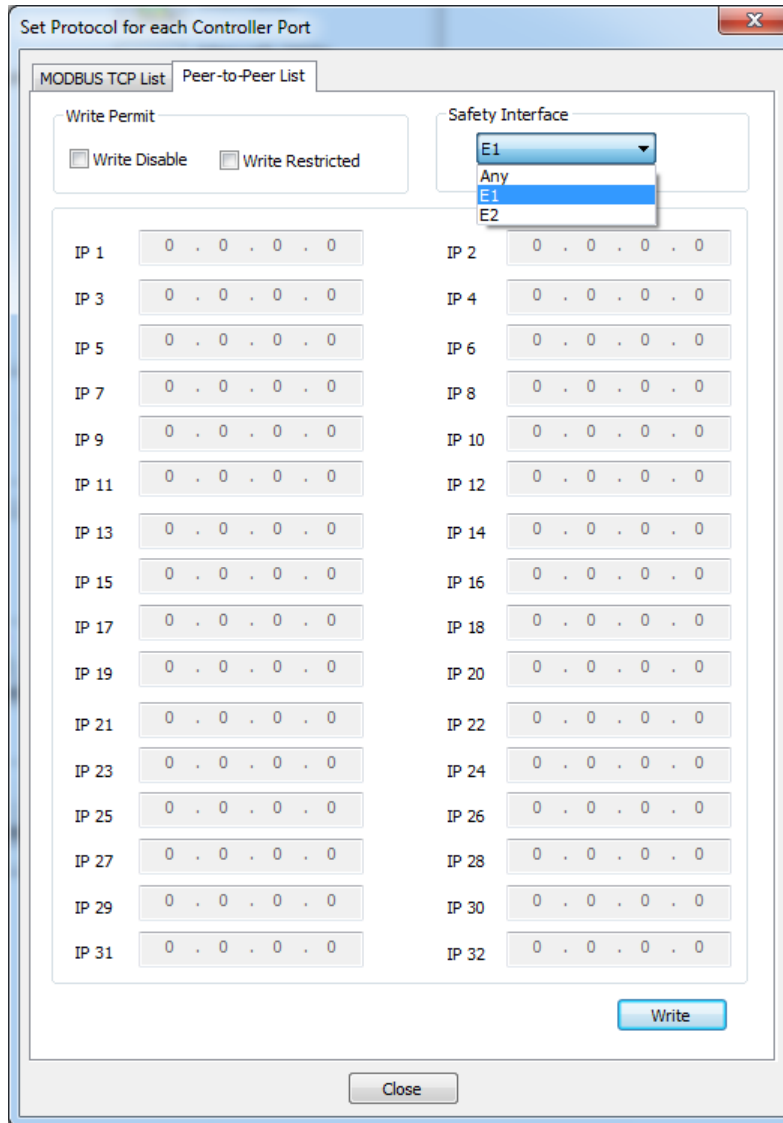 Set Protocol for each Controller Port
x
MODBUS TCP List Peer-to-Peer List
Write Permit
Write Disable Write Restricted
Safety Interface
E1
Any
E1
E2
IP 1 0 . 0 . 0 . 0 IP 2 0 . 0 . 0 . 0
IP 3 0 . 0 . 0 . 0 IP 4 0 . 0 . 0 . 0
IP 5 0 . 0 . 0 . 0 IP 6 0 . 0 . 0 . 0
IP 7 0 . 0 . 0 . 0 IP 8 0 . 0 . 0 . 0
IP 9 0 . 0 . 0 . 0 IP 10 0 . 0 . 0 . 0
IP 11 0 . 0 . 0 . 0 IP 12 0 . 0 . 0 . 0
IP 13 0 . 0 . 0 . 0 IP 14 0 . 0 . 0 . 0
IP 15 0 . 0 . 0 . 0 IP 16 0 . 0 . 0 . 0
IP 17 0 . 0 . 0 . 0 IP 18 0 . 0 . 0 . 0
IP 19 0 . 0 . 0 . 0 IP 20 0 . 0 . 0 . 0
IP 21 0 . 0 . 0 . 0 IP 22 0 . 0 . 0 . 0
IP 23 0 . 0 . 0 . 0 IP 24 0 . 0 . 0 . 0
IP 25 0 . 0 . 0 . 0 IP 26 0 . 0 . 0 . 0
IP 27 0 . 0 . 0 . 0 IP 28 0 . 0 . 0 . 0
IP 29 0 . 0 . 0 . 0 IP 30 0 . 0 . 0 . 0
IP 31 0 . 0 . 0 . 0 IP 32 0 . 0 . 0 . 0
Write
Close